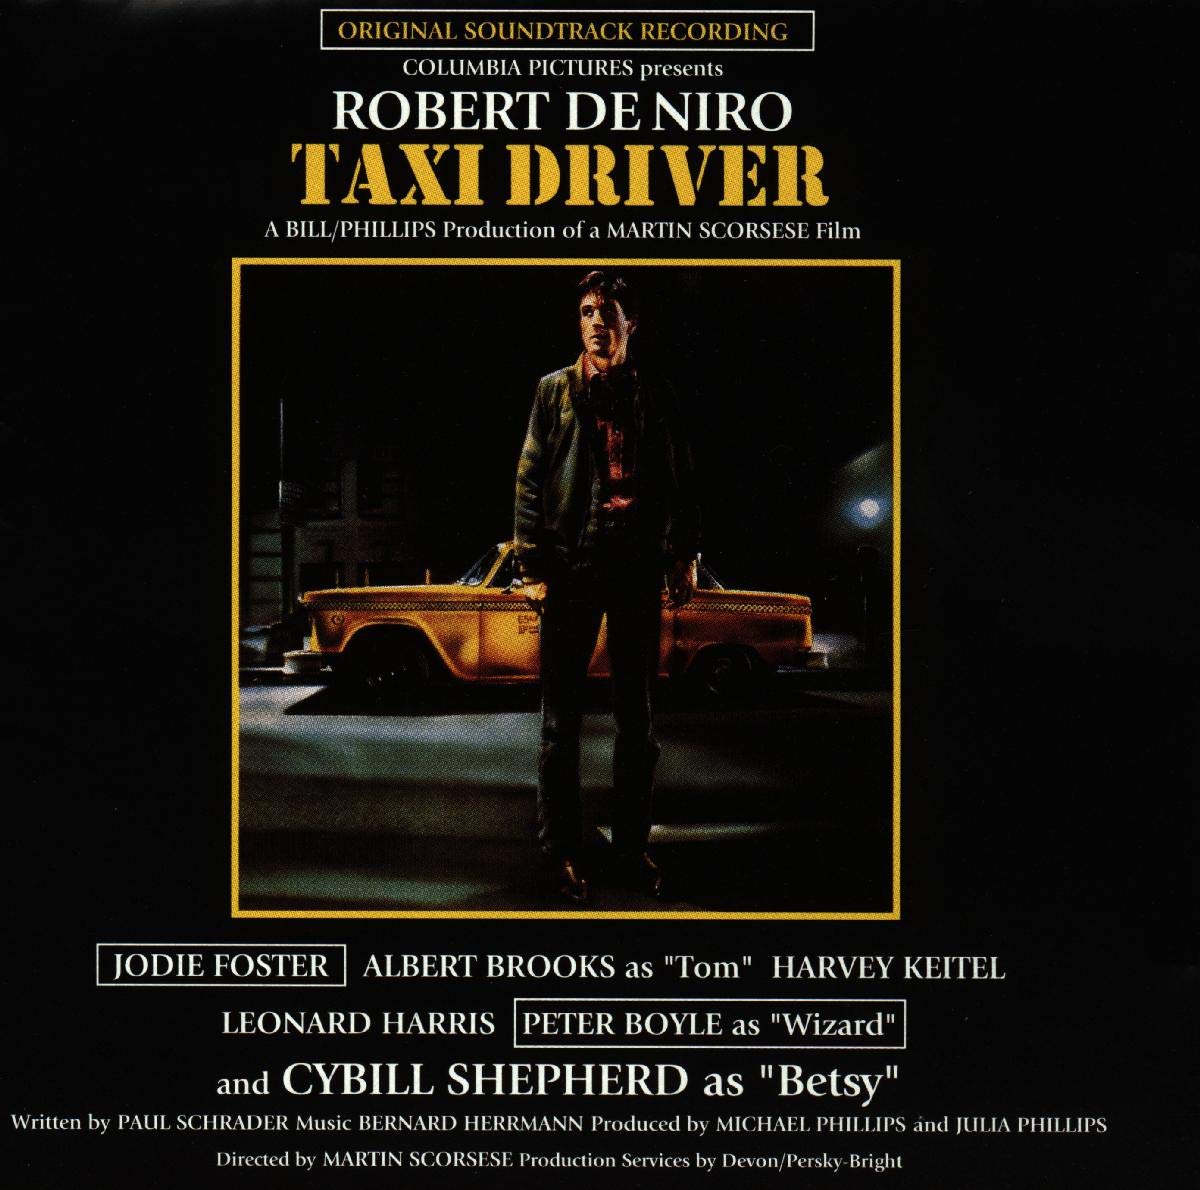 ORIGINAL SOUNDTRACK RECORDING
COLUMBIA PICTURES presents
ROBERT DE NIRO
TAXI DRIVER
A BILL/PHILLIPS Production of a MARTIN SCORSESE Film
JODIE FOSTER ALBERT BROOKS as "Tom" HARVEY KEITEL
LEONARD HARRIS PETER BOYLE as "Wizard"
and CYBILL SHEPHERD as "Betsy"
Written by PAUL SCHRADER Music BERNARD HERRMANN Produced by MICHAEL PHILLIPS and JULIA PHILLIPS
Directed by MARTIN SCORSESE Production Services by Devon/Persky-Bright